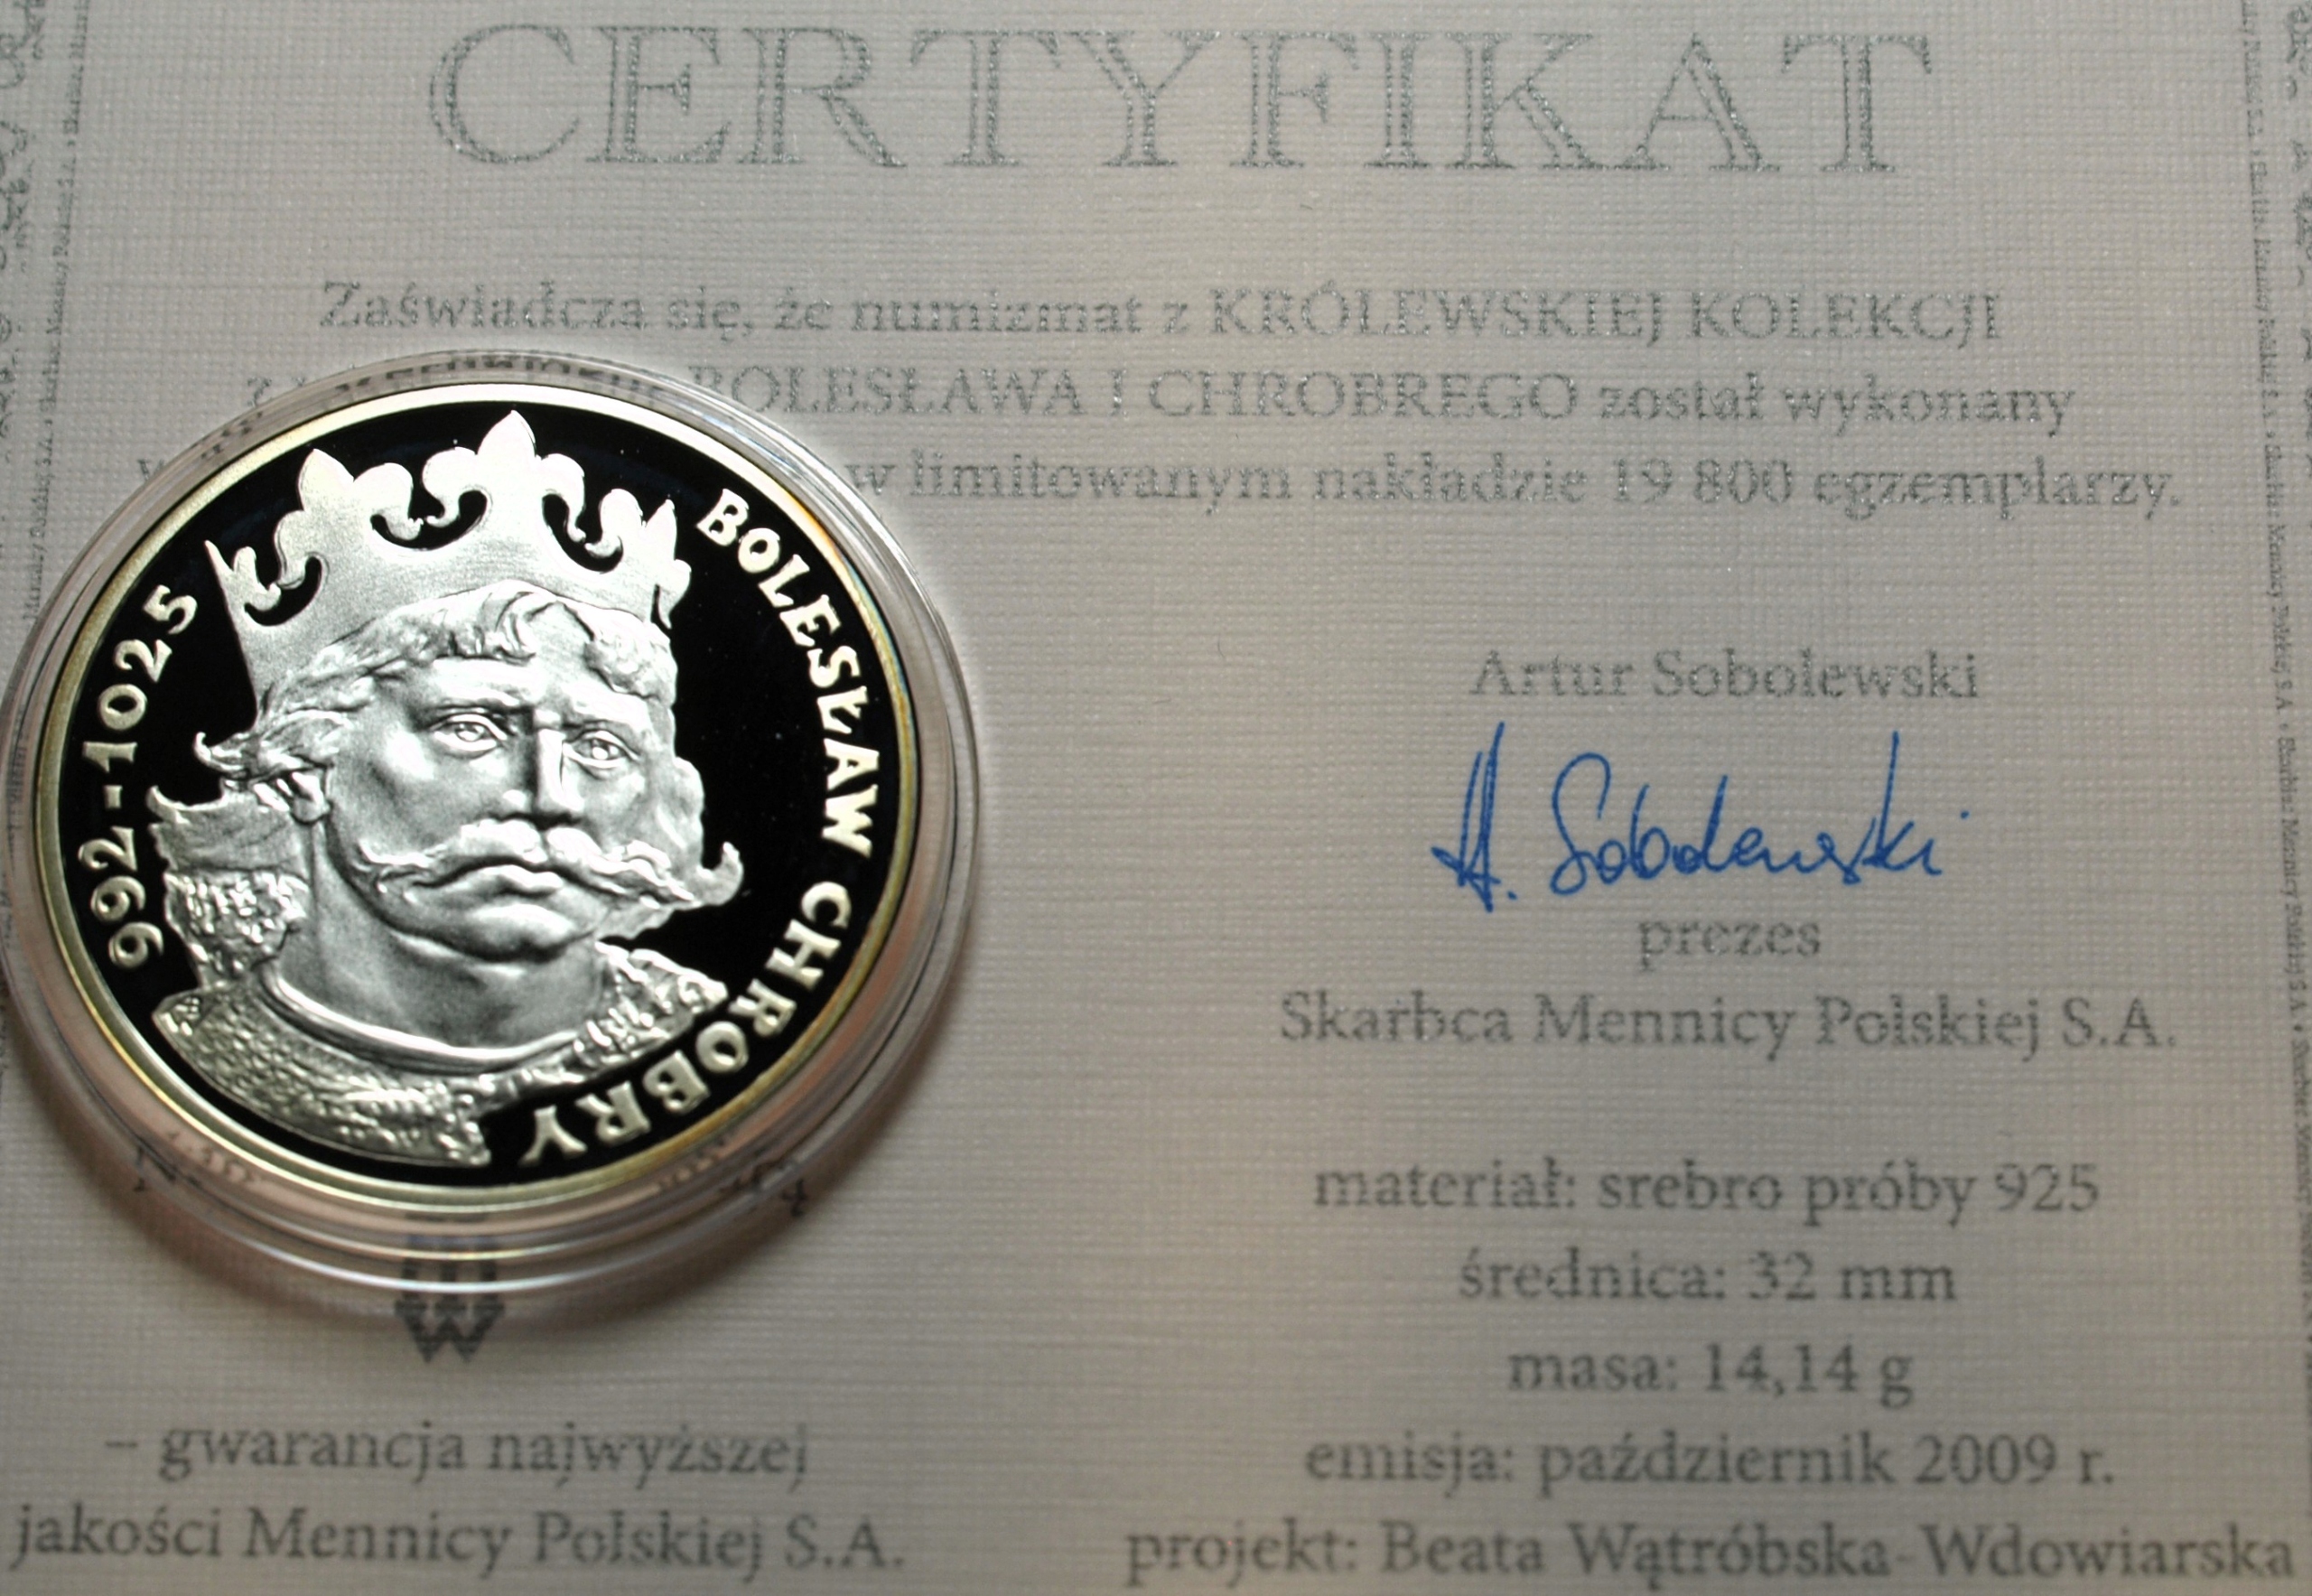 CERTYFIKAT
Zaświadcza się, że numizmat z KRÓLEWSKIEJ KOLEKCJI
BOLESŁAWA I CHROBREGO został wykonany
w limitowanym nakładzie 19 800 egzemplarzy.
992-1025
BOLESŁAW CHROBRY
Artur Sobolewski
A. Sobolewski
prezes
Skarbca Mennicy Polskiej S.A.
materiał: srebro próby 925
średnica: 32 mm
masa: 14,14 g
emisja: październik 2009 r.
projekt: Beata Wątróbska-Wdowiarska
– gwarancja najwyższej
jakości Mennicy Polskiej S.A.